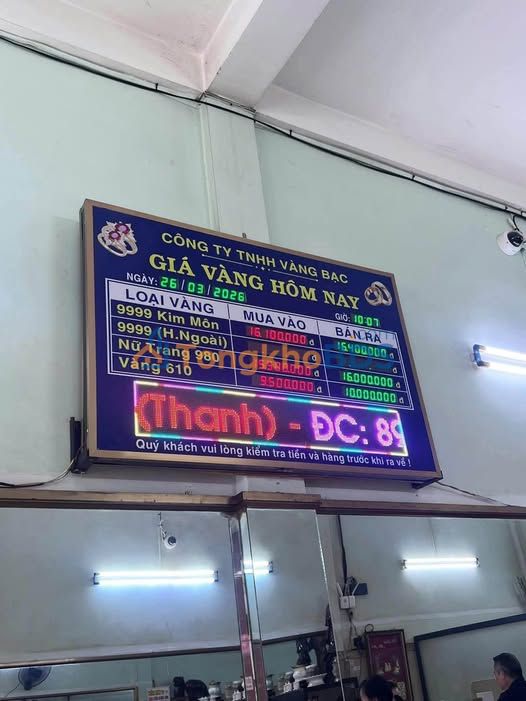 CÔNG TY TNHH VÀNG BẠC
GIÁ VÀNG HÔM NAY
NGÀY: 26/03/2026 GIỜ: 10:07
LOẠI VÀNG MUA VÀO BÁN RA
9999 Kim Môn 16.100.000 đ 16.400.000 đ
9999 (H.Ngoài)
Nữ Trang 980 đ 16.000.000 đ
Vàng 610 9.500.000 đ 10.000.000 đ
(Thanh) - ĐC: 89
Quý khách vui lòng kiểm tra tiền và hàng trước khi ra về !